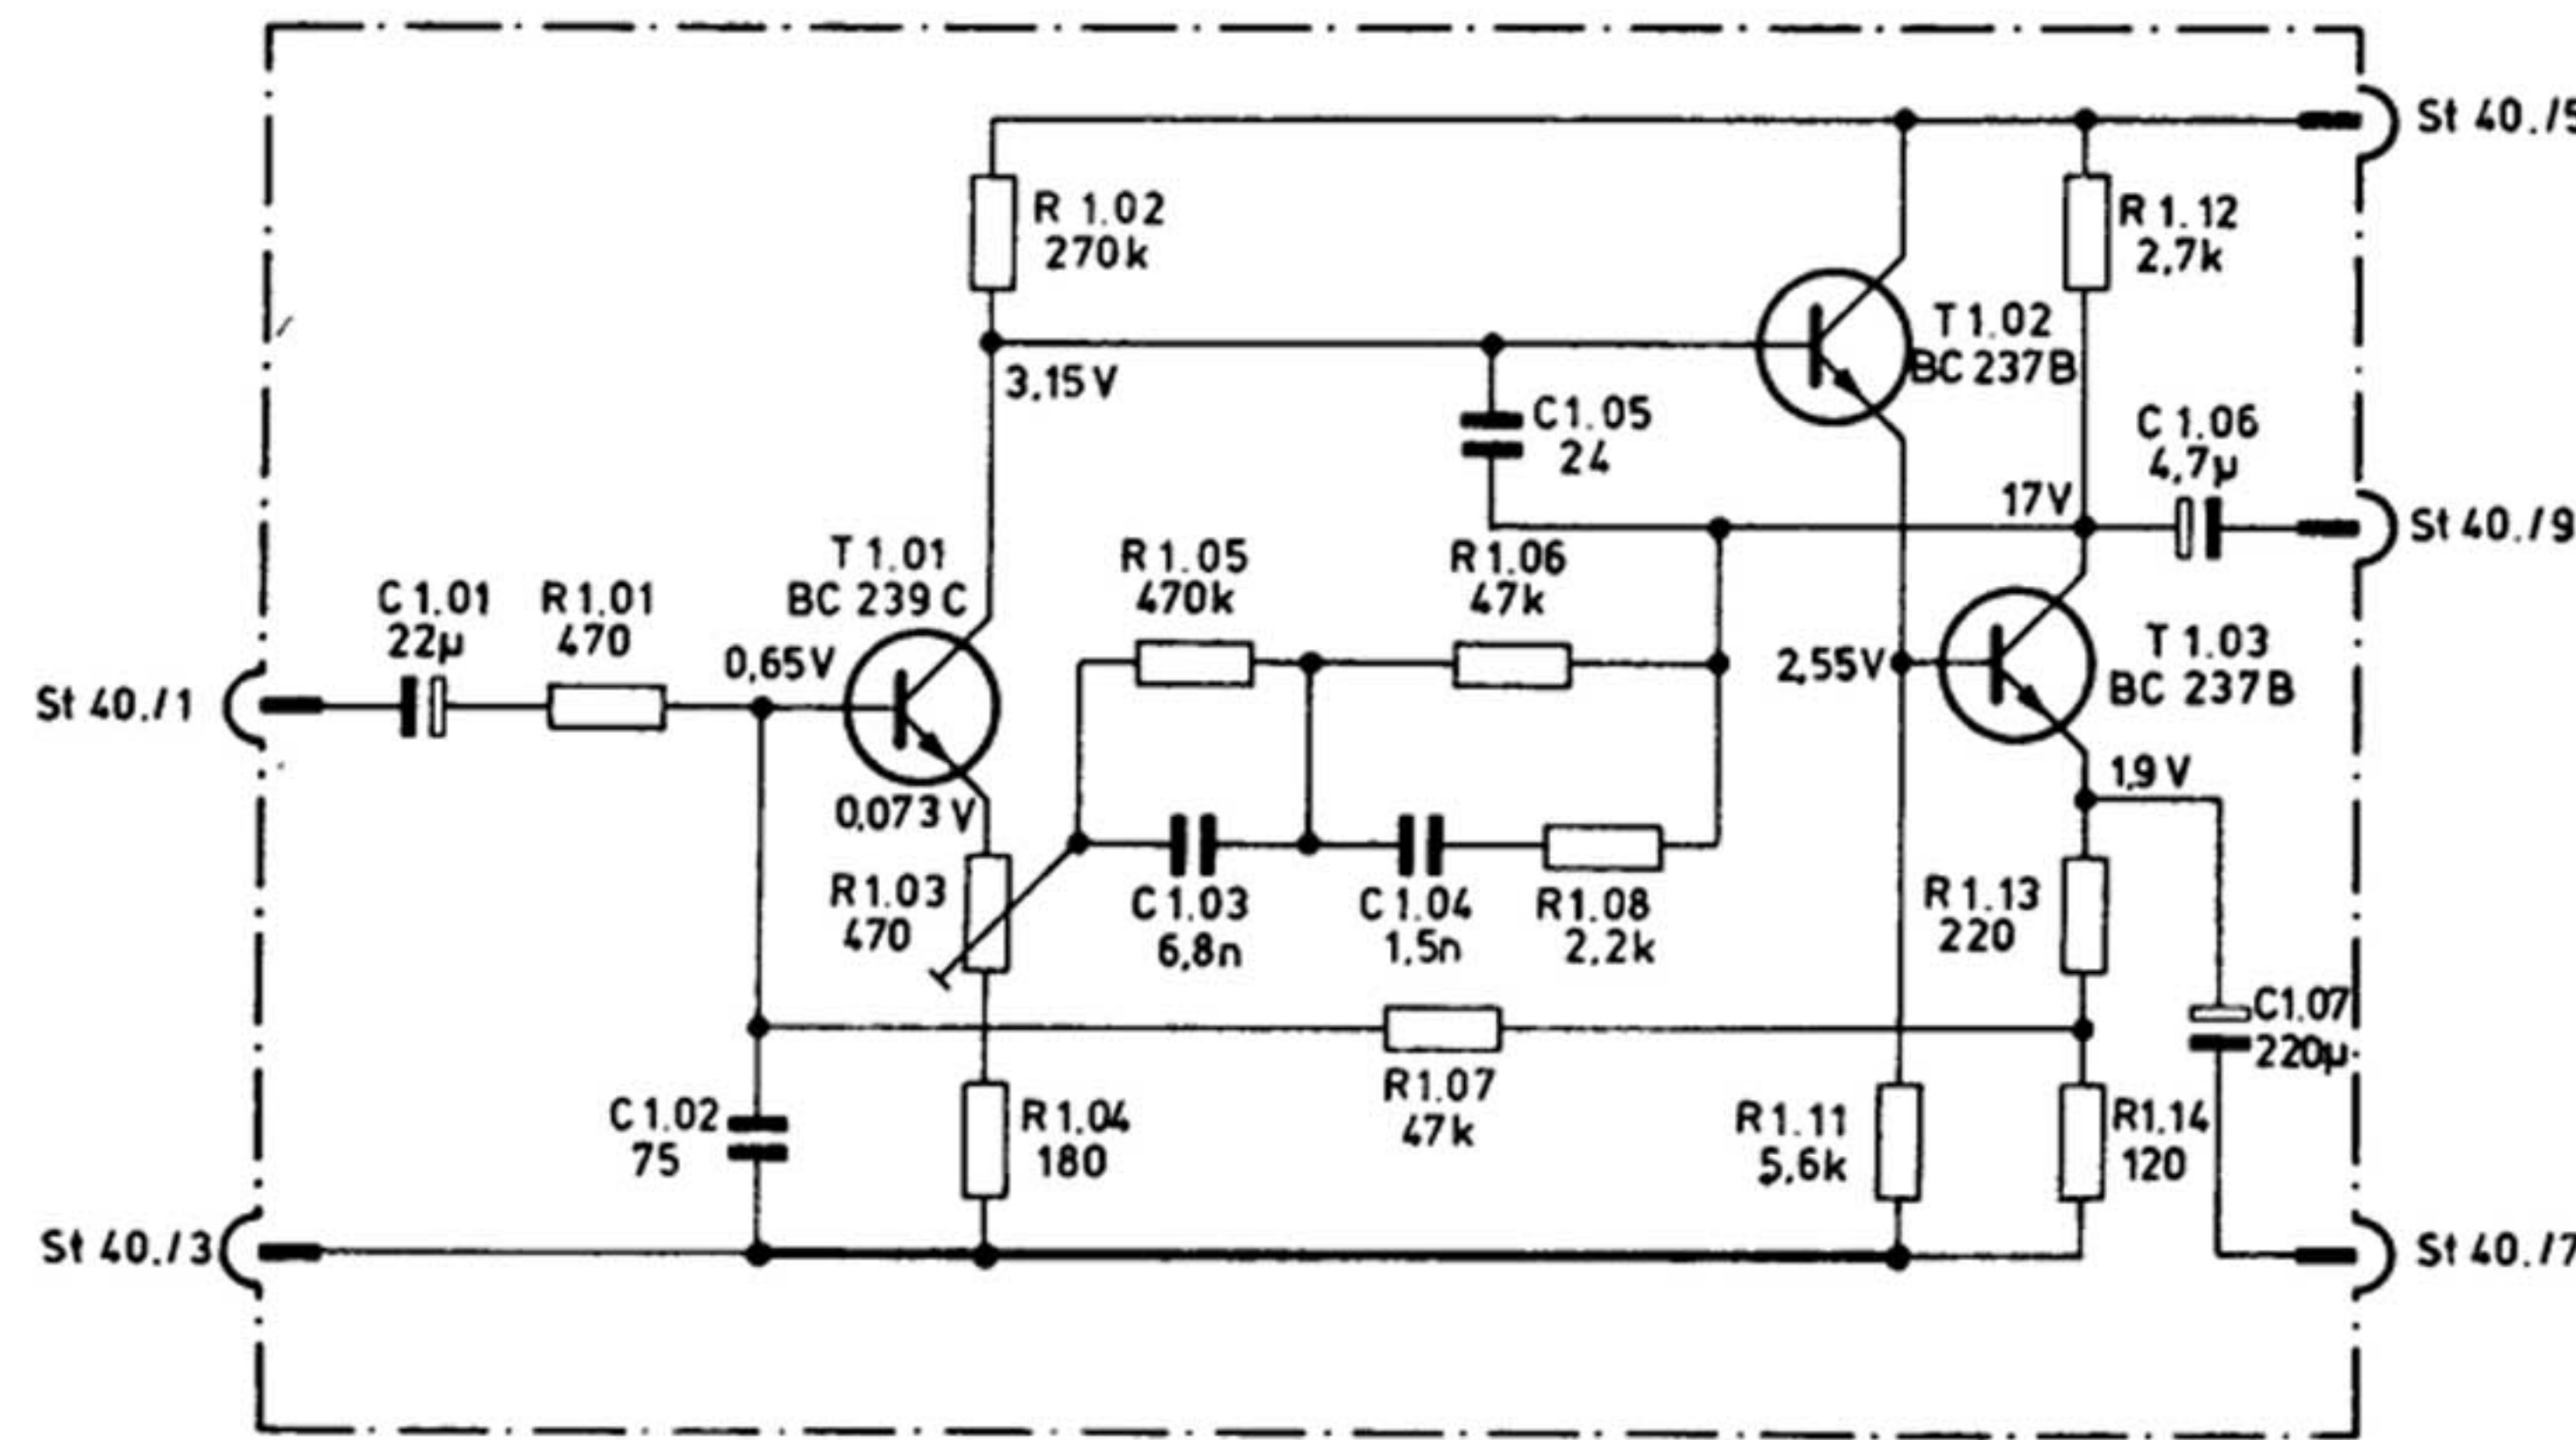 St 40./5
R 1.02
270k
R 1.12
2,7k
T 1.02
BC 237B
3,15V
C 1.05
24
C 1.06
4,7µ
17V
St 40./9
T 1.01
BC 239 C
R 1.05
470k
R 1.06
47k
C 1.01
22µ
R 1.01
470
0,65V
2,55V
T 1.03
BC 237B
St 40./1
0,073 V
1,9 V
R 1.03
470
C 1.03
6,8n
C 1.04
1,5n
R 1.08
2,2k
R 1.13
220
C1.07
220µ
R 1.07
47k
C 1.02
75
R 1.04
180
R 1.11
5,6k
R1.14
120
St 40./3
St 40./7